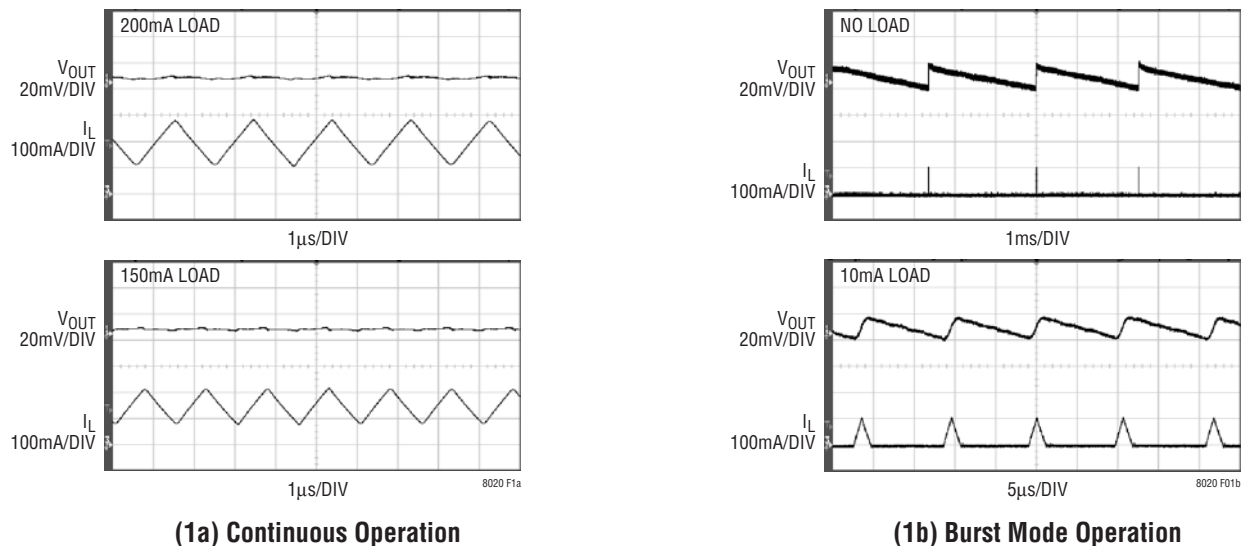 200mA LOAD
VOUT
20mV/DIV
IL
100mA/DIV
1µs/DIV
150mA LOAD
VOUT
20mV/DIV
IL
100mA/DIV
1µs/DIV
8020 F1a
(1a) Continuous Operation
NO LOAD
VOUT
20mV/DIV
IL
100mA/DIV
1ms/DIV
10mA LOAD
VOUT
20mV/DIV
IL
100mA/DIV
5µs/DIV
8020 F01b
(1b) Burst Mode Operation